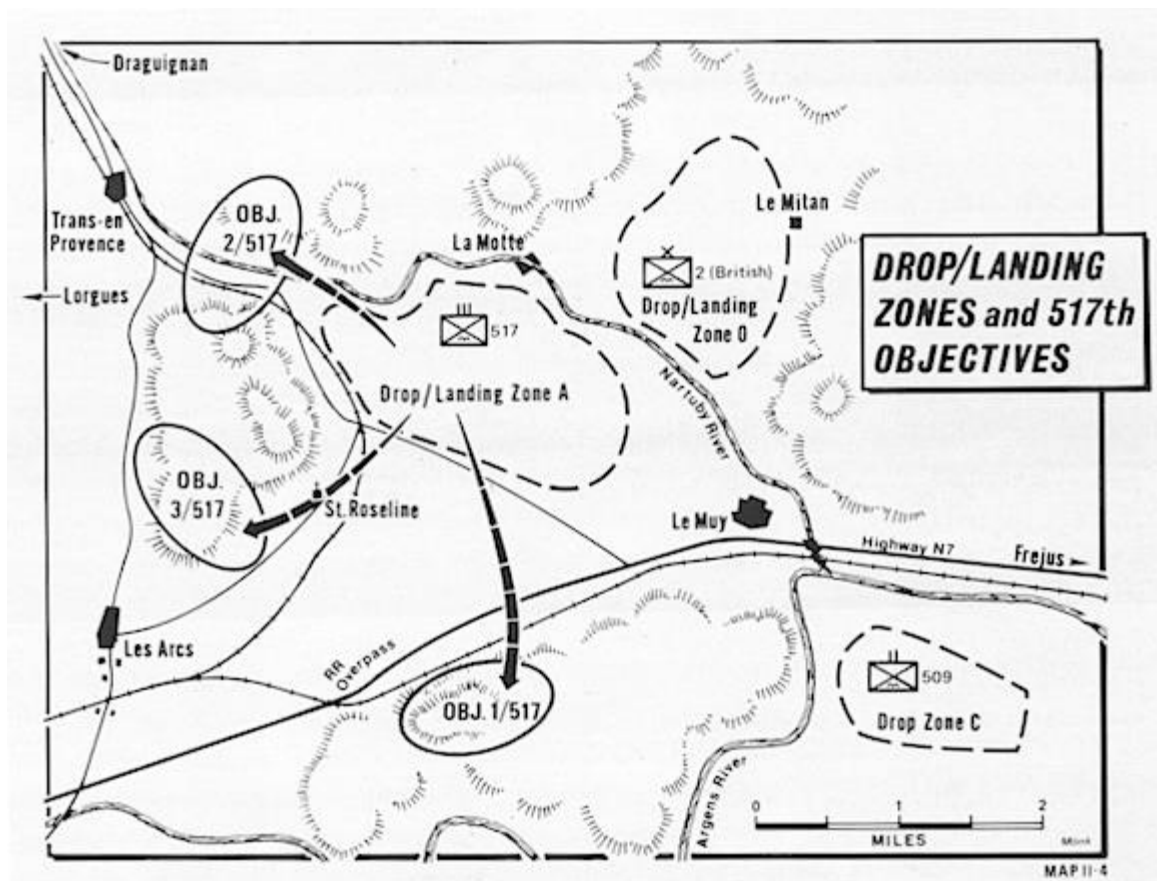 Draguignan
Trans-en
Provence
Lorgues
OBJ.
2/517
La Motte
Le Mitan
2 (British)
Drop/Landing
Zone O
DROP/LANDING
ZONES and 517th
OBJECTIVES
517
Drop/Landing Zone A
Nartuby River
OBJ.
3/517
St. Roseline
Le Muy
Highway N7
Frejus
Les Arcs
RR
Overpass
OBJ. 1/517
509
Drop Zone C
Argens River
0 1 2
MILES
MAP II-4